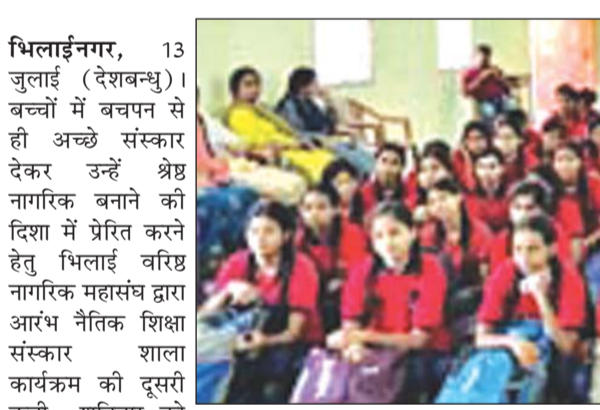 भिलाईनगर, 13
जुलाई (देशबन्धु)।
बच्चों में बचपन से
ही अच्छे संस्कार
देकर उन्हें श्रेष्ठ
नागरिक बनाने की
दिशा में प्रेरित करने
हेतु भिलाई वरिष्ठ
नागरिक महासंघ द्वारा
आरंभ नैतिक शिक्षा
संस्कार शाला
कार्यक्रम की दूसरी